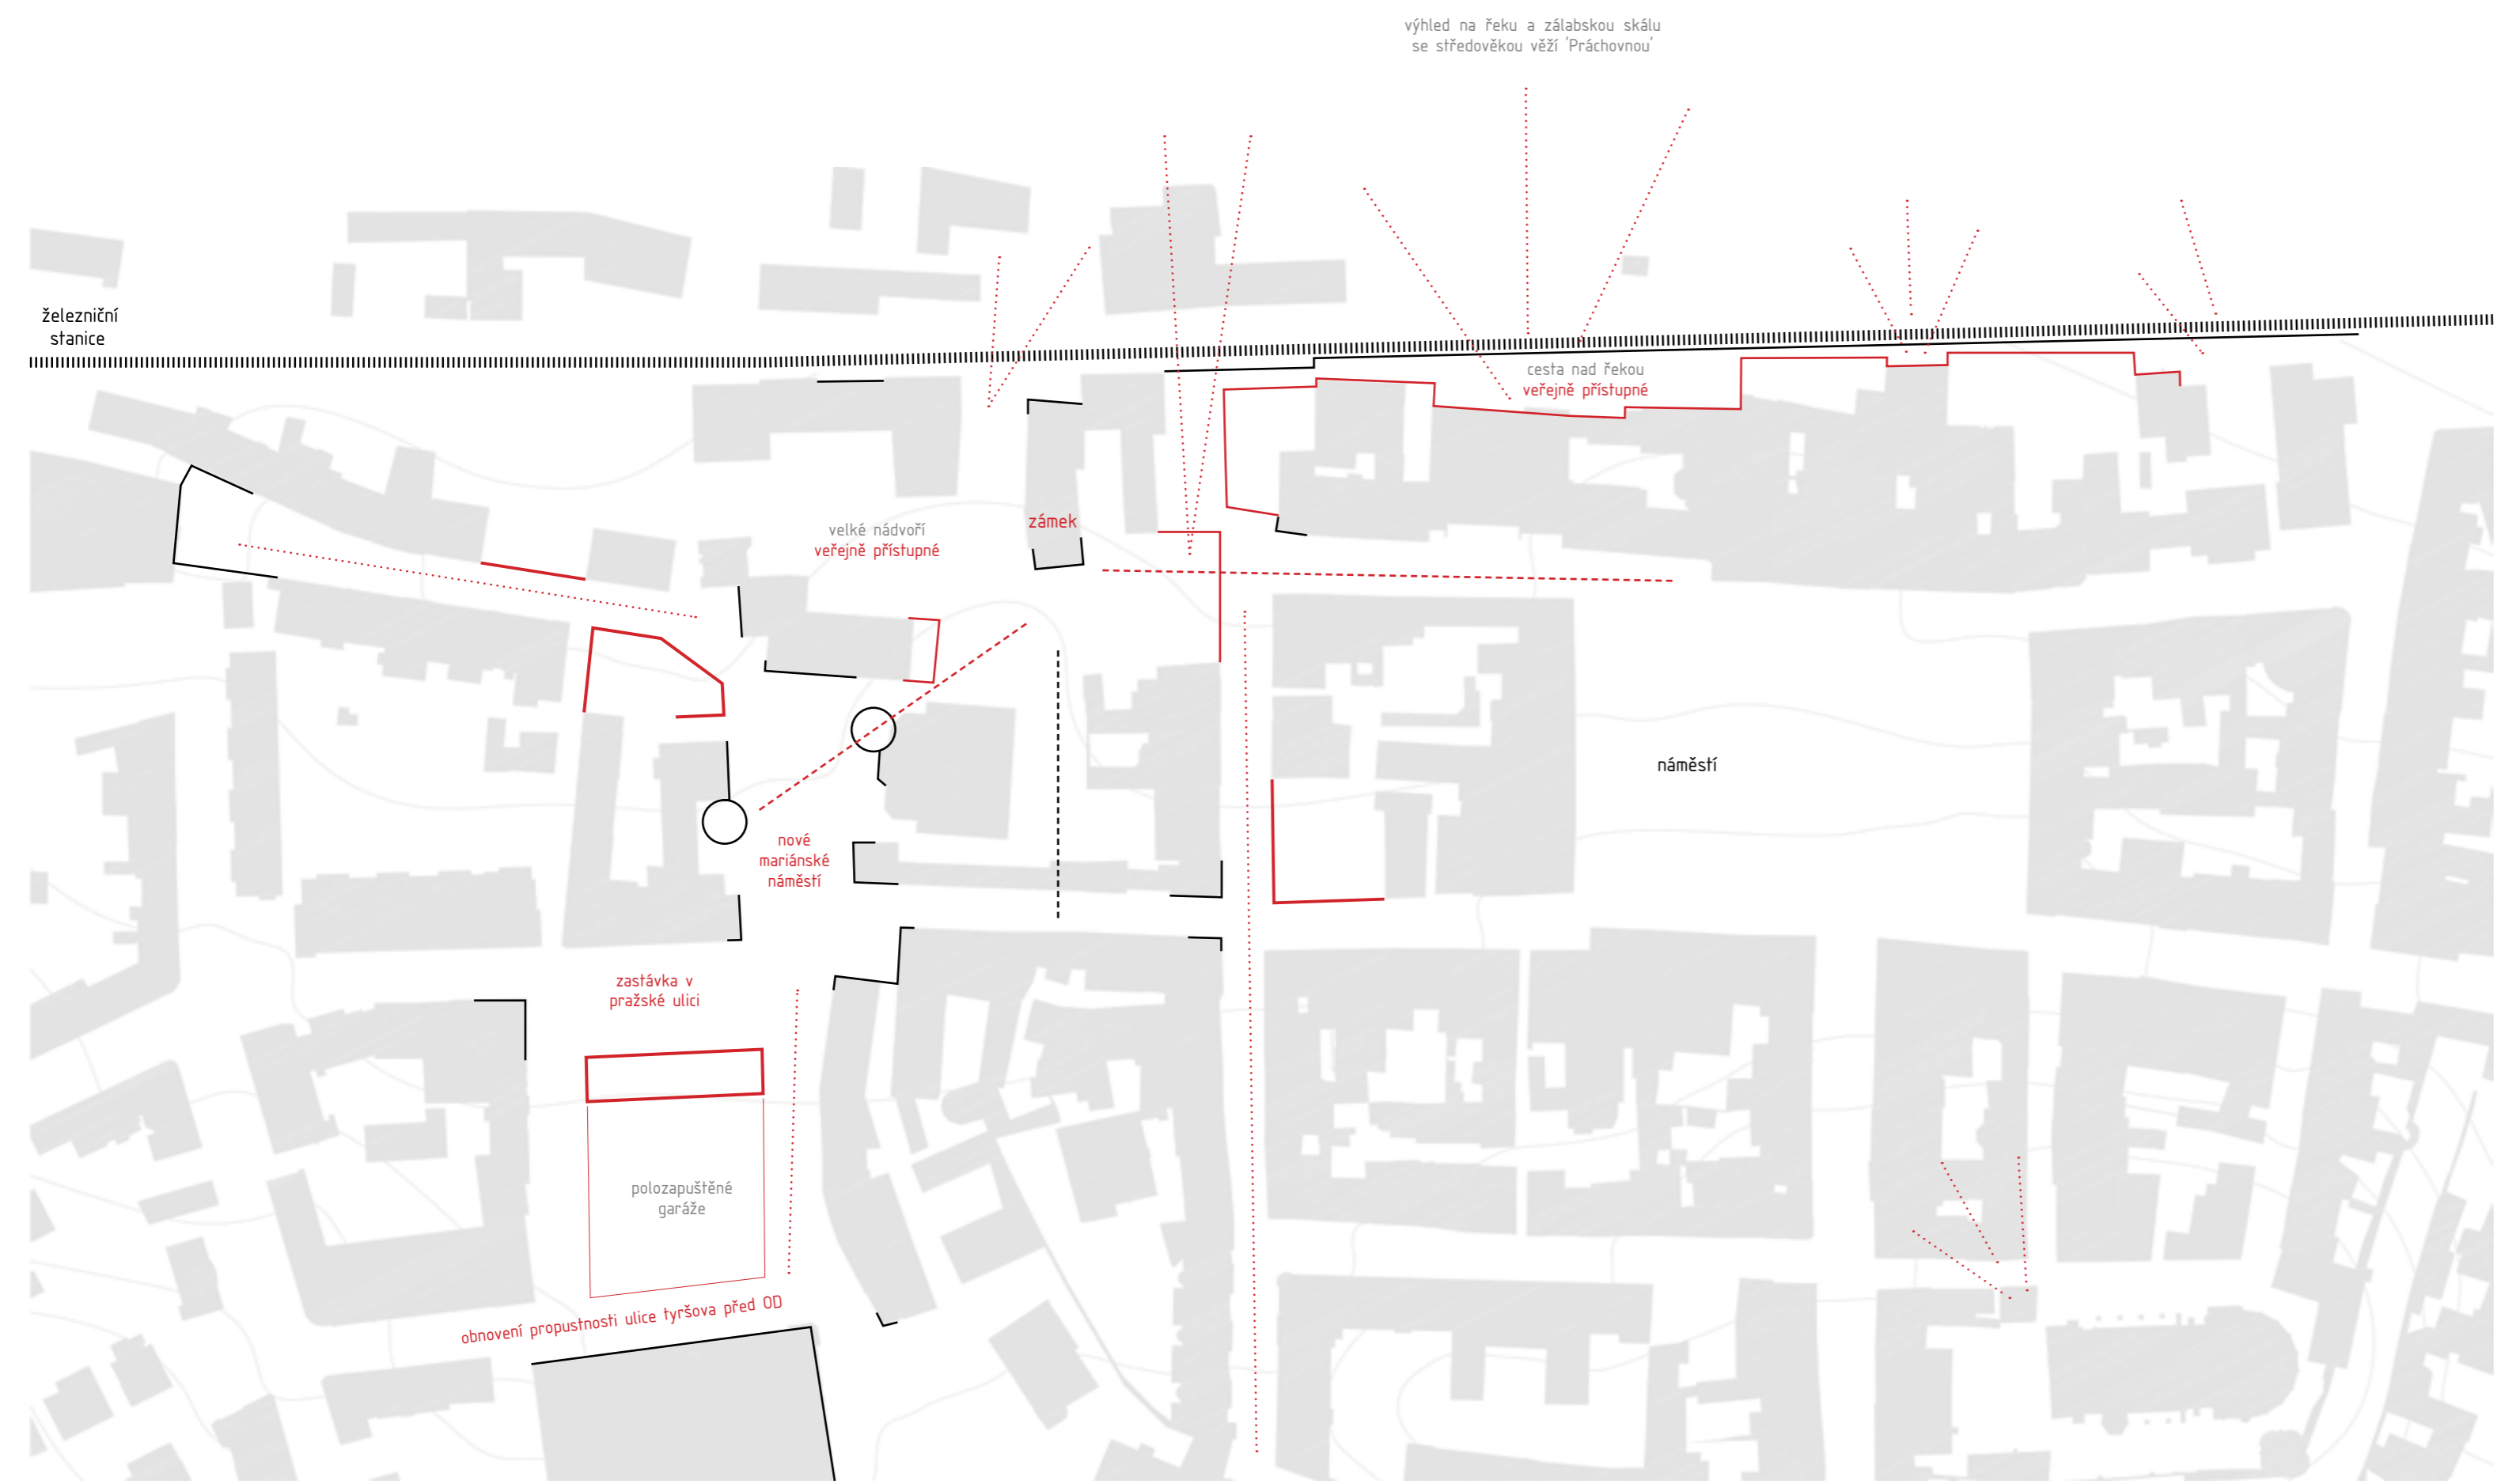 výhled na řeku a zálabskou skálu
se středověkou věží 'Práchovnou'
železniční
stanice
cesta nad řekou
veřejně přístupné
zámek
velké nádvoří
veřejně přístupné
náměstí
nové
mariánské
náměstí
zastávka v
pražské ulici
polozapuštěné
garáže
obnovení propustnosti ulice tyršova před OD